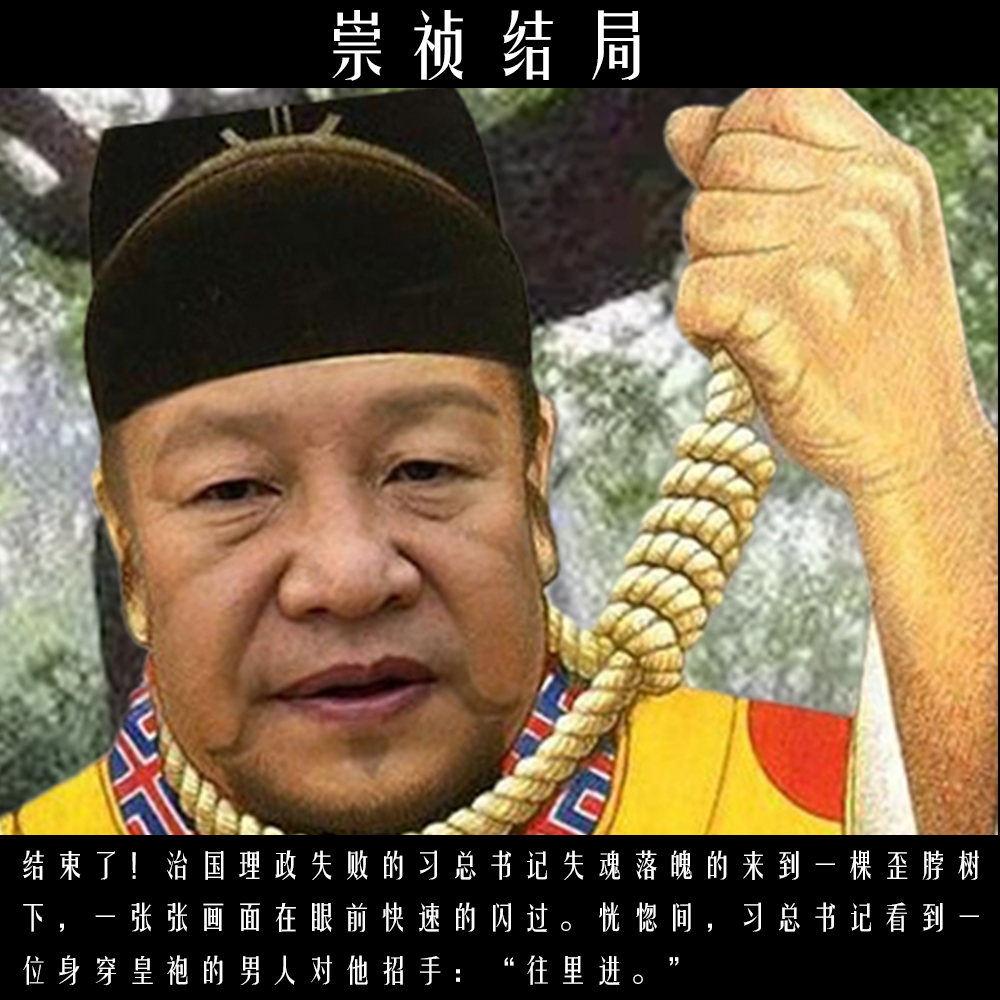 崇祯结局
结束了！治国理政失败的习总书记失魂落魄的来到一棵歪脖树
下，一张张画面在眼前快速的闪过。恍惚间，习总书记看到一
位身穿皇袍的男人对他招手：“往里进。”